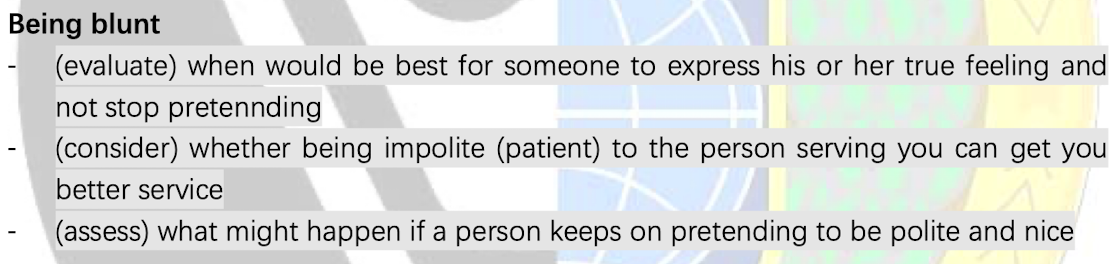 Being blunt
- (evaluate) when would be best for someone to express his or her true feeling and
not stop pretennding
- (consider) whether being impolite (patient) to the person serving you can get you
better service
- (assess) what might happen if a person keeps on pretending to be polite and nice